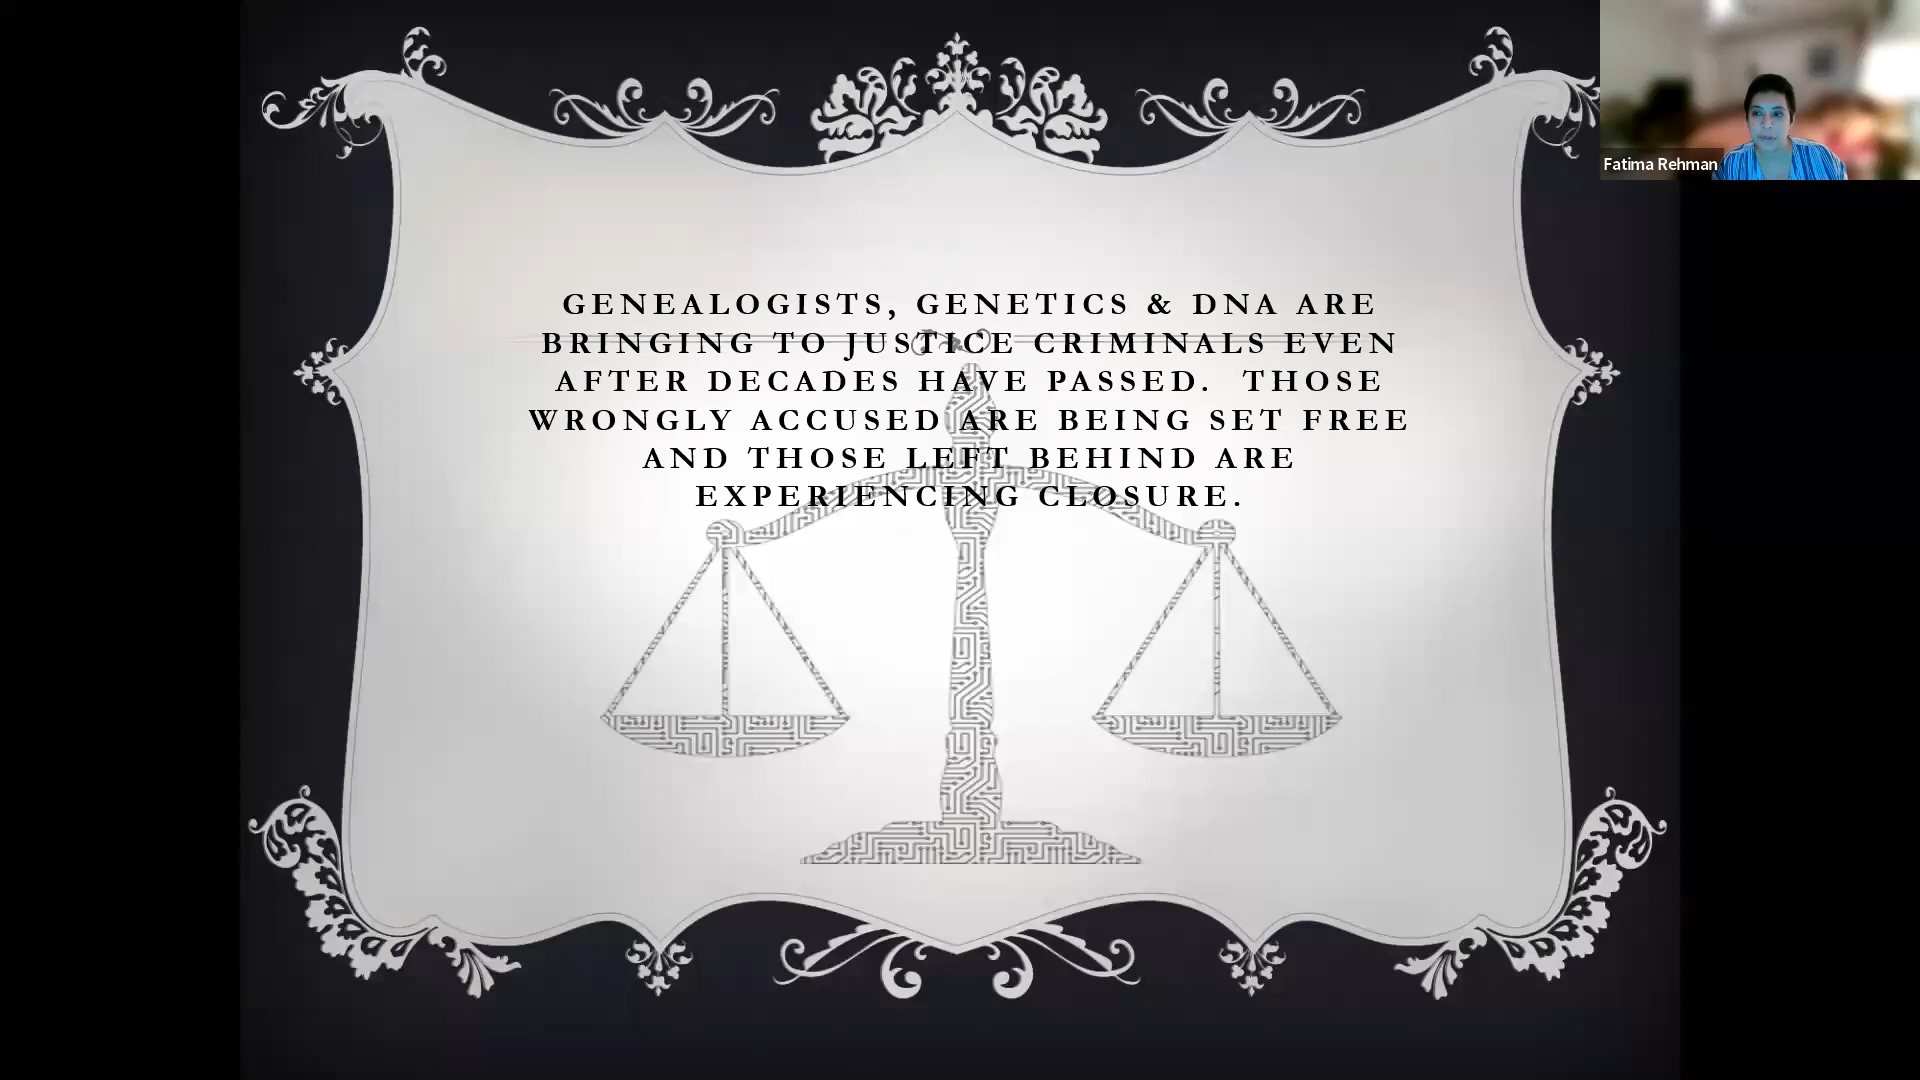 GENEALOGISTS, GENETICS & DNA ARE
BRINGING TO JUSTICE CRIMINALS EVEN
AFTER DECADES HAVE PASSED.  THOSE
WRONGLY ACCUSED ARE BEING SET FREE
AND THOSE LEFT BEHIND ARE
EXPERIENCING CLOSURE.
Fatima Rehman